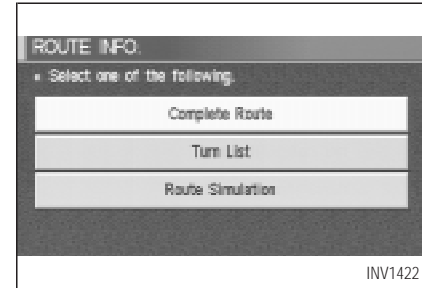 ROUTE INFO.
Select one of the following.
Complete Route
Turn List
Route Simulation
INV1422